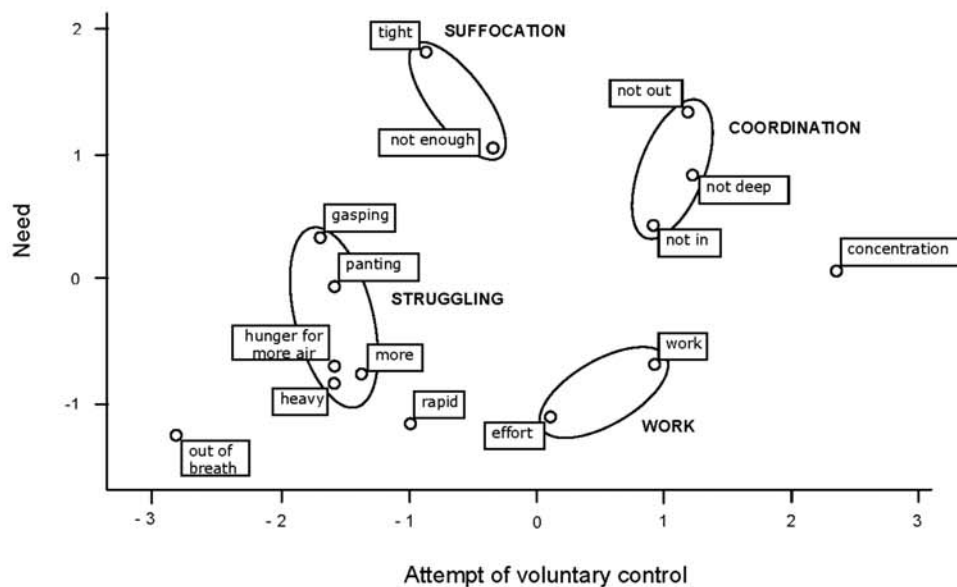 2
tight
SUFFOCATION
not out
not enough
COORDINATION
1
not deep
gasping
not in
Need
concentration
0
panting
STRUGGLING
hunger for
more air
more
work
heavy
rapid
-1
effort
WORK
out of
breath
-3
-2
-1
0
1
2
3
Attempt of voluntary control